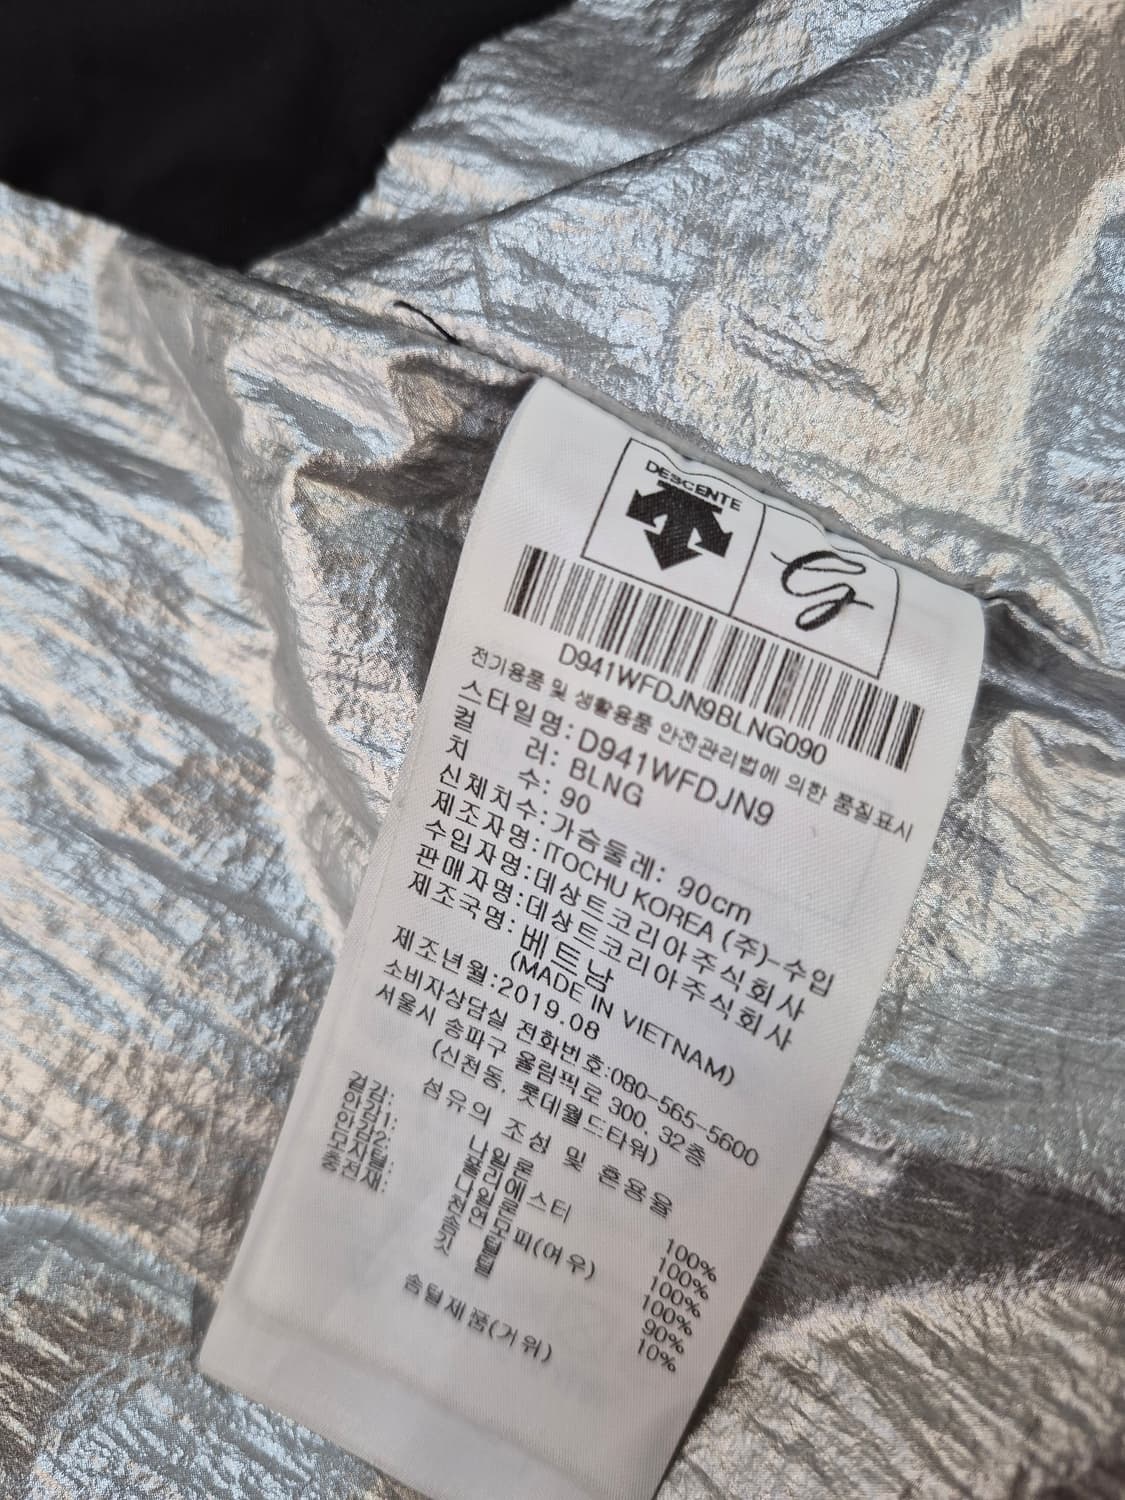 DESCENTE
D941WFDJN9BLNG090
전기용품 및 생활용품 안전관리법에 의한 품질표시
스타일명: D941WFDJN9
컬 러: BLNG
치 수: 90
신체치수: 가슴둘레: 90cm
제조자명: ITOCHU KOREA (주)-수입
수입자명:데상트코리아주식회사
판매자명:데상트코리아주식회사
제조국명: 베트남
(MADE IN VIETNAM)
제조년월:2019.08
소비자상담실 전화번호:080-565-5600
서울시 송파구 올림픽로 300, 32층
(신천동, 롯데월드타워)
섬유의 조성 및 혼용율
겉감: 나일론 100%
안감1: 폴리에스터 100%
안감2: 나일론 100%
모자털: 천연모피(여우) 100%
충전재: 솜털 90%
깃털 10%
솜털제품(거위)